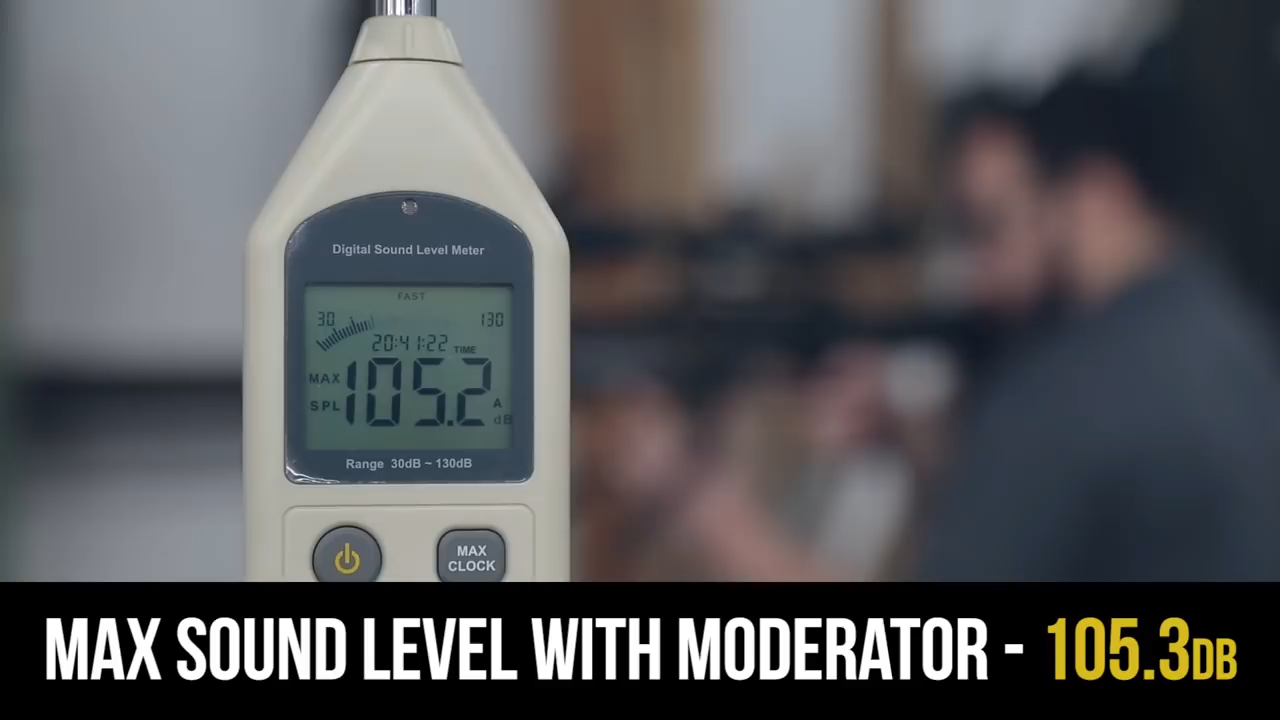 Digital Sound Level Meter
FAST
30 130
20:41:22 TIME
MAX
SPL 105.2 A
dB
Range 30dB ~ 130dB
MAX
CLOCK
MAX SOUND LEVEL WITH MODERATOR - 105.3DB